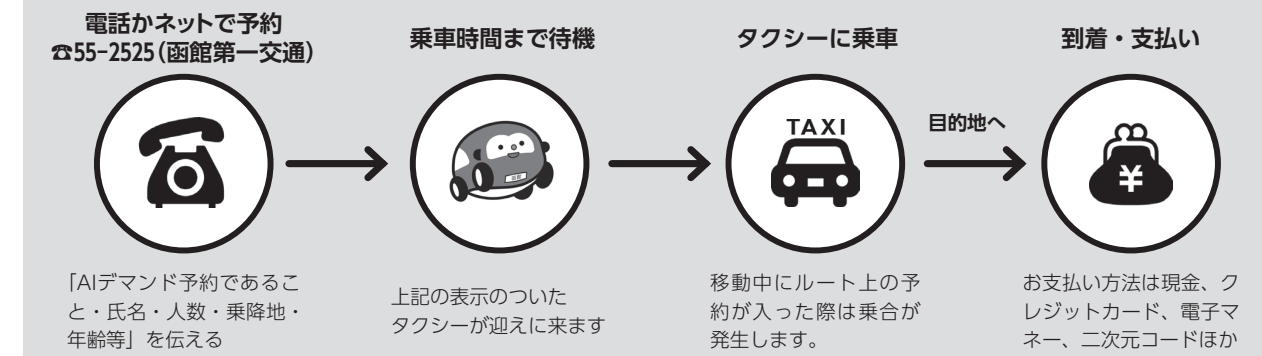 電話かネットで予約
☎55-2525(函館第一交通)
「AIデマンド予約であるこ
と・氏名・人数・乗降地・
年齢等」を伝える
乗車時間まで待機
函館
上記の表示のついた
タクシーが迎えに来ます
タクシーに乗車
TAXI
移動中にルート上の予
約が入った際は乗合が
発生します。
目的地へ
到着・支払い
¥
お支払い方法は現金、ク
レジットカード、電子マ
ネー、二次元コードほか